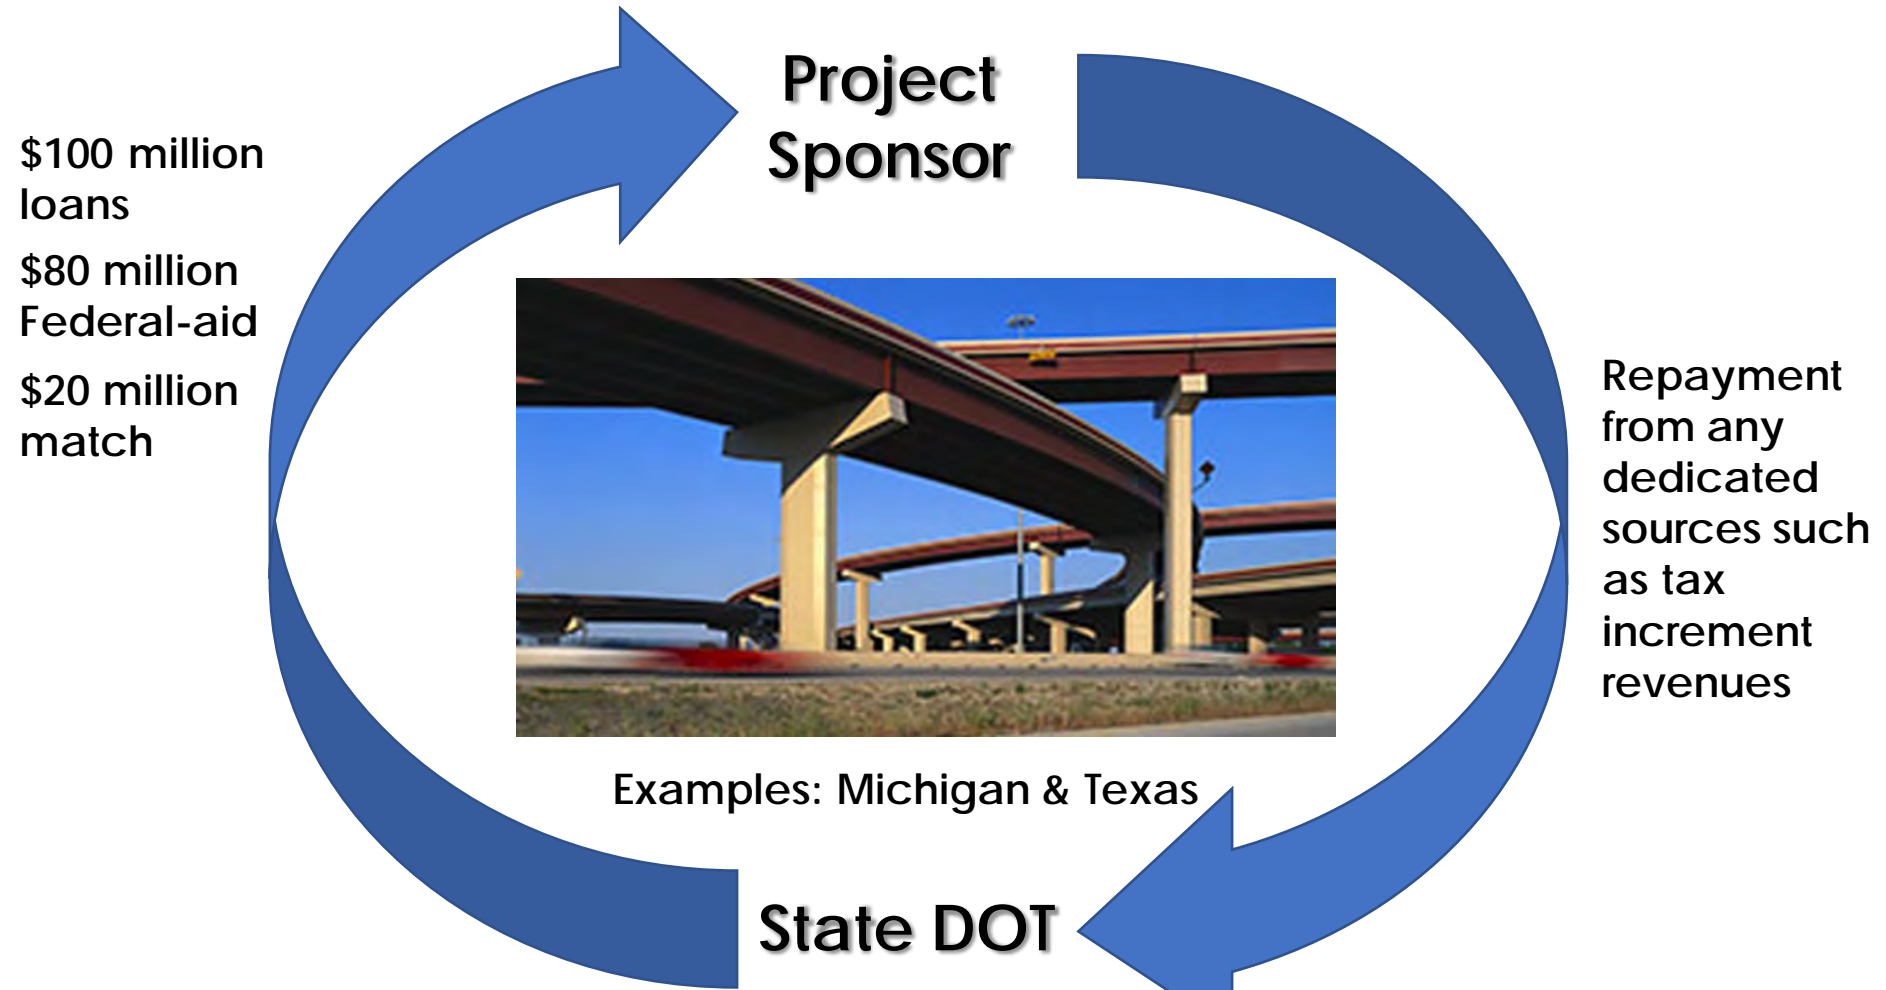 Project
Sponsor
$100 million
loans
$80 million
Federal-aid
$20 million
match
Repayment
from any
dedicated
sources such
as tax
increment
revenues
Examples: Michigan & Texas
State DOT